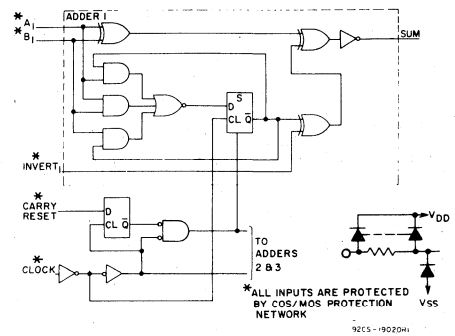 ADDER 1
* A1
* B1
SUM
S
D
CL Q̅
* INVERT1
* CARRY RESET
D
CL Q̅
* CLOCK
TO
ADDERS
2 & 3
VDD
VSS
*ALL INPUTS ARE PROTECTED
BY COS/MOS PROTECTION
NETWORK
92CS-19020RI